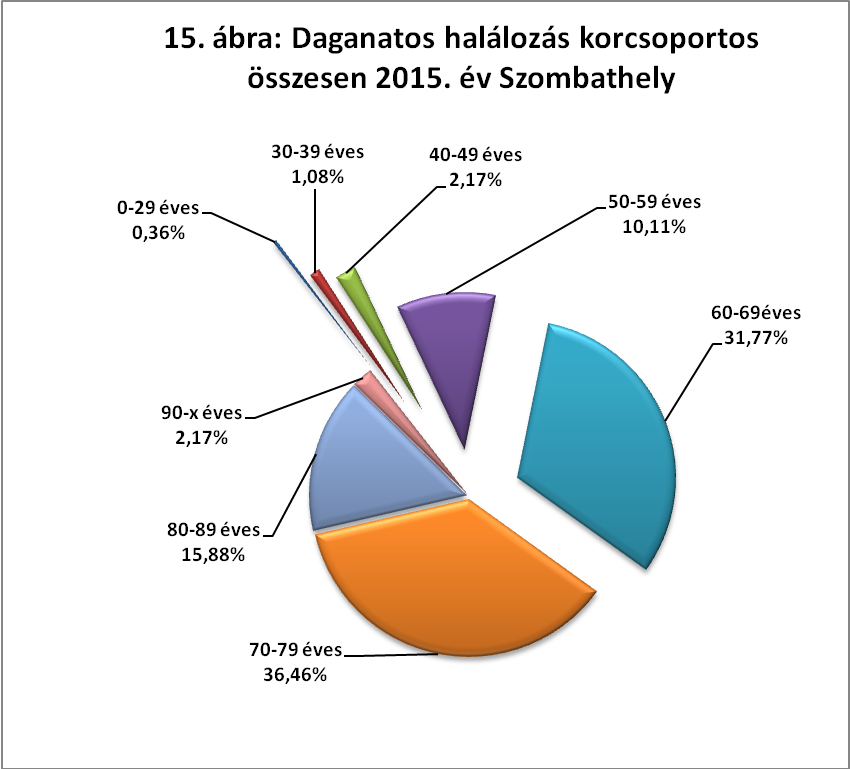 15. ábra: Daganatos halálozás korcsoportos
összesen 2015. év Szombathely
0-29 éves
0,36%
30-39 éves
1,08%
40-49 éves
2,17%
50-59 éves
10,11%
60-69éves
31,77%
70-79 éves
36,46%
80-89 éves
15,88%
90-x éves
2,17%